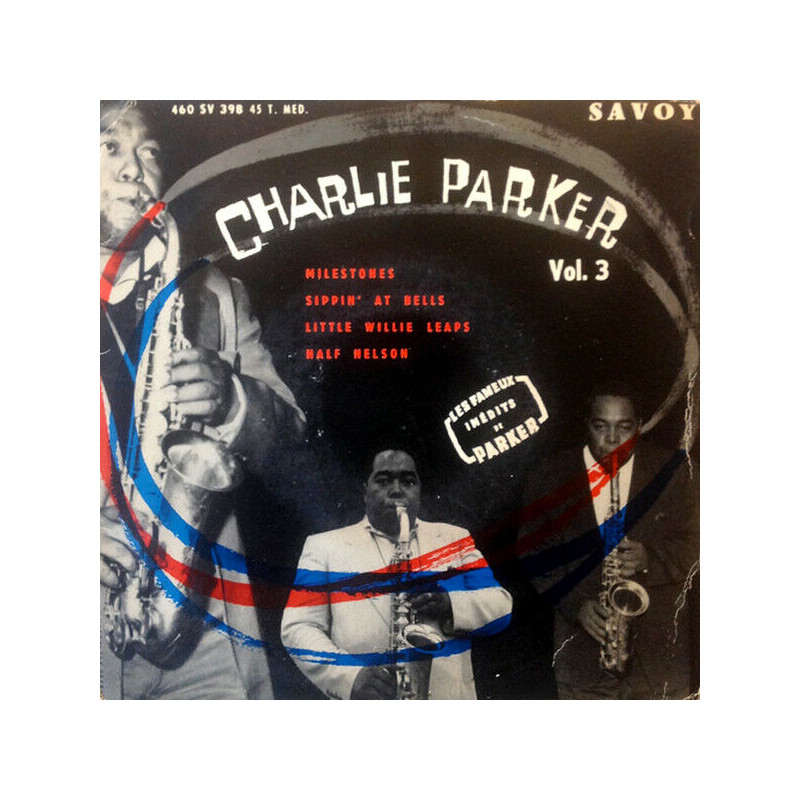 460 SV 398 45 T. MED.
SAVOY
CHARLIE PARKER
Vol. 3
MILESTONES
SIPPIN' AT BELLS
LITTLE WILLIE LEAPS
HALF NELSON
LES FAMEUX
INÉDITS
DE
PARKER